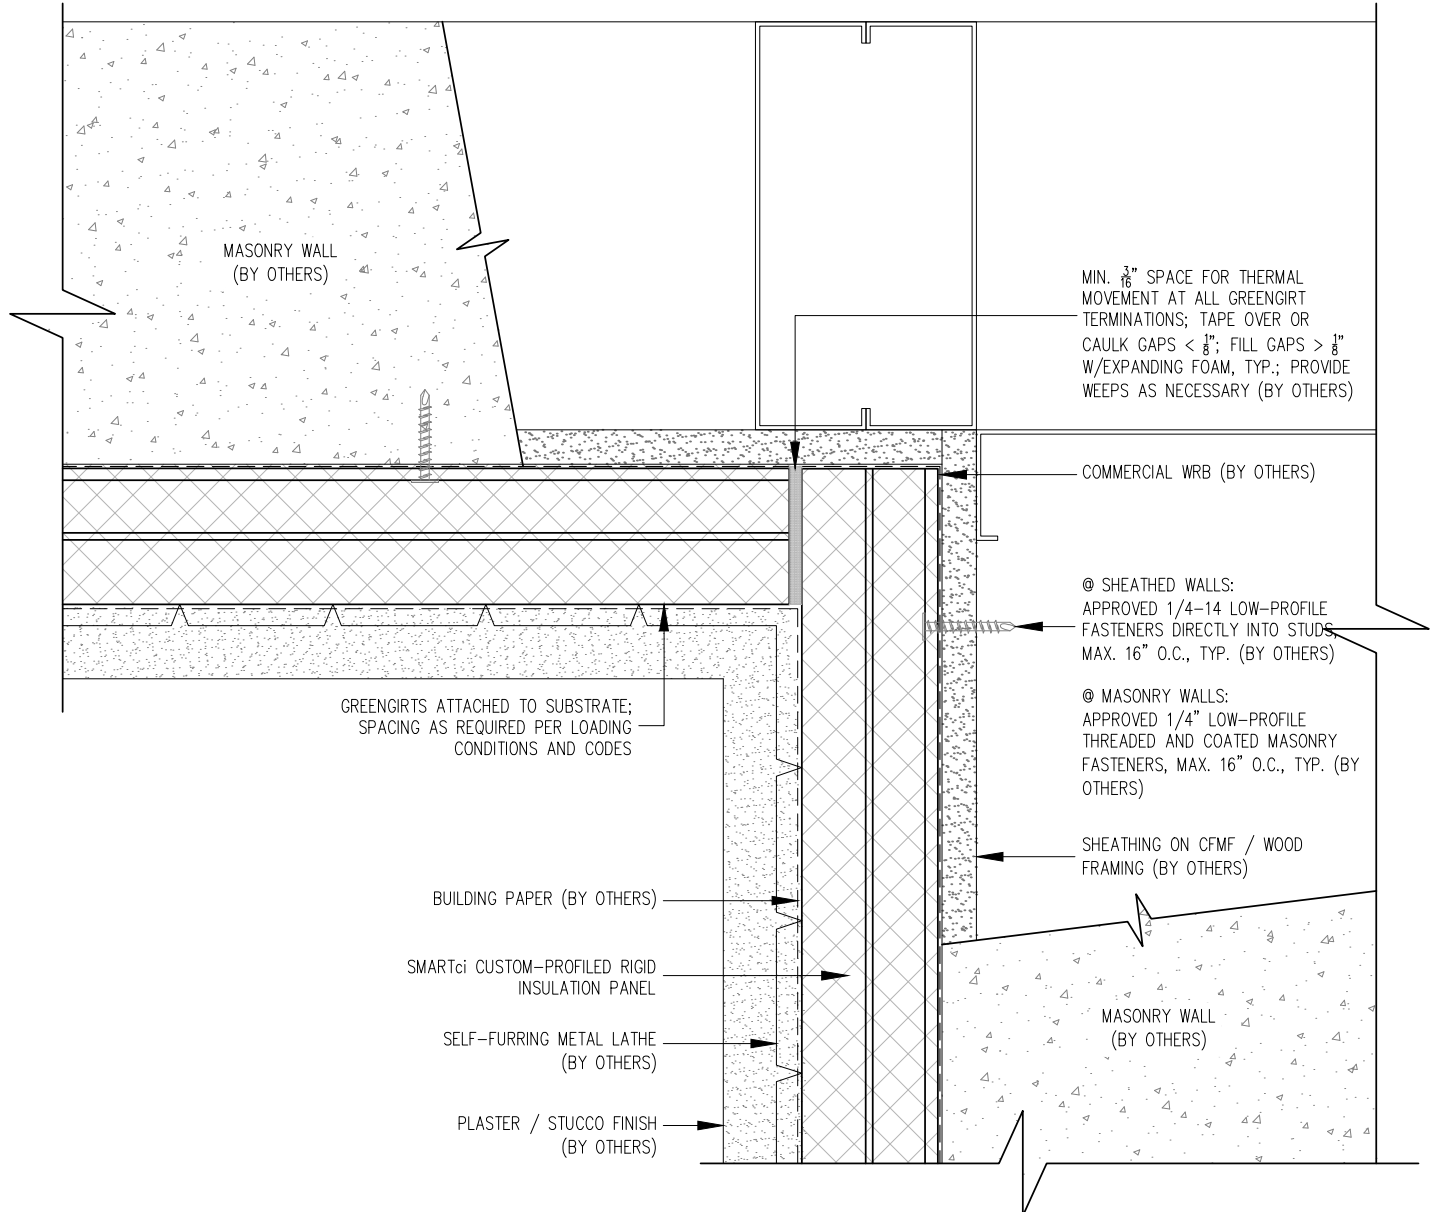 MASONRY WALL
(BY OTHERS)
MIN. 3/16" SPACE FOR THERMAL
MOVEMENT AT ALL GREENGIRT
TERMINATIONS; TAPE OVER OR
CAULK GAPS < 1/8"; FILL GAPS > 1/8"
W/EXPANDING FOAM, TYP.; PROVIDE
WEEPS AS NECESSARY (BY OTHERS)
COMMERCIAL WRB (BY OTHERS)
@ SHEATHED WALLS:
APPROVED 1/4-14 LOW-PROFILE
FASTENERS DIRECTLY INTO STUDS,
MAX. 16" O.C., TYP. (BY OTHERS)
@ MASONRY WALLS:
APPROVED 1/4" LOW-PROFILE
THREADED AND COATED MASONRY
FASTENERS, MAX. 16" O.C., TYP. (BY
OTHERS)
GREENGIRTS ATTACHED TO SUBSTRATE;
SPACING AS REQUIRED PER LOADING
CONDITIONS AND CODES
SHEATHING ON CFMF / WOOD
FRAMING (BY OTHERS)
BUILDING PAPER (BY OTHERS)
SMARTci CUSTOM-PROFILED RIGID
INSULATION PANEL
SELF-FURRING METAL LATHE
(BY OTHERS)
PLASTER / STUCCO FINISH
(BY OTHERS)
MASONRY WALL
(BY OTHERS)